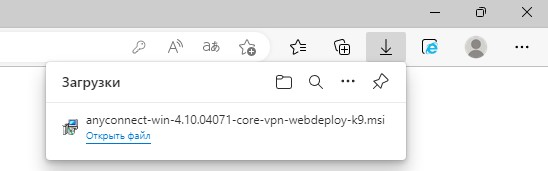 Загрузки
anyconnect-win-4.10.04071-core-vpn-webdeploy-k9.msi
Открыть файл